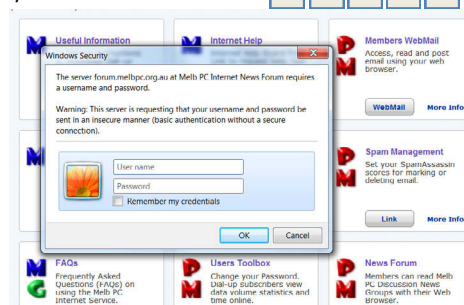 Useful Information
Internet Help
Members WebMail
Access, read and post
email using your web
browser.
WebMail
More Info
Windows Security
The server forum.melbpc.org.au at Melb PC Internet News Forum requires
a username and password.
Warning: This server is requesting that your username and password be
sent in an insecure manner (basic authentication without a secure
connection).
User name
Password
Remember my credentials
OK
Cancel
Spam Management
Set your SpamAssassin
scores for marking or
deleting email.
Link
More Info
FAQs
Frequently Asked
Questions (FAQs) on
using the Melb PC
Internet Service.
Users Toolbox
Change your Password.
Dial-up subscribers view
data volume statistics and
time online.
News Forum
Members can read Melb
PC Discussion News
Groups with their Web
Browser.